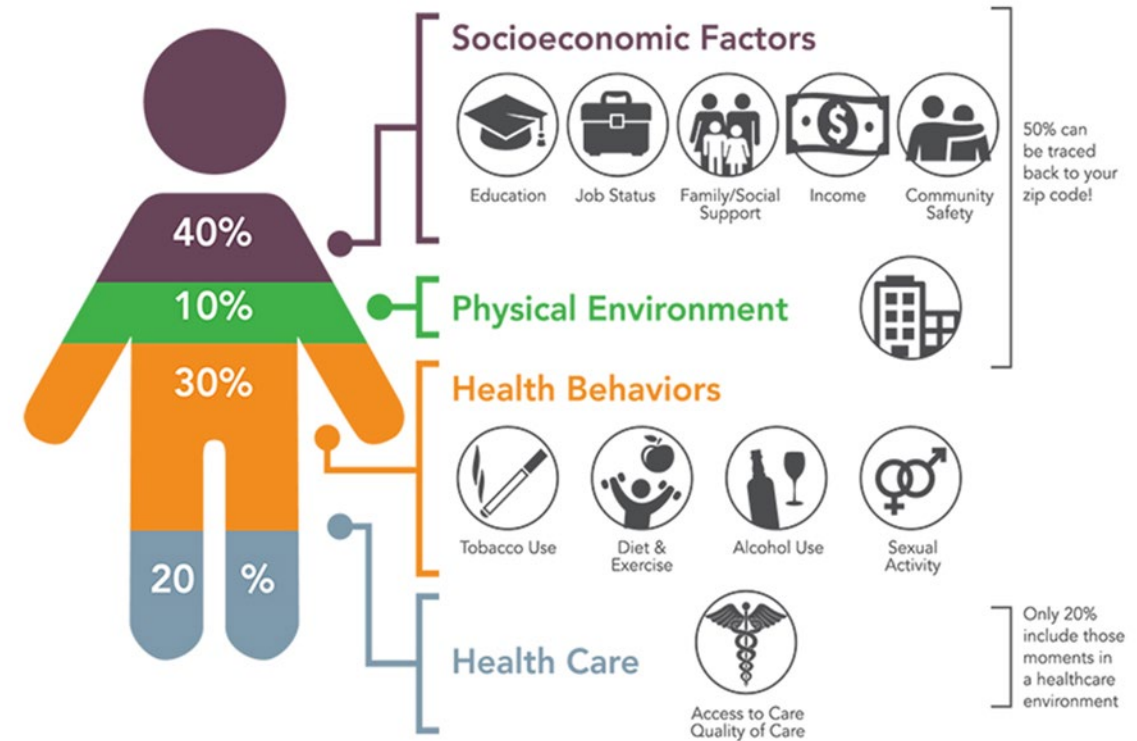 Socioeconomic Factors
Education
Job Status
Family/Social
Support
Income
Community
Safety
50% can
be traced
back to your
zip code!
40%
10%
Physical Environment
30%
Health Behaviors
Tobacco Use
Diet &
Exercise
Alcohol Use
Sexual
Activity
20 %
Health Care
Access to Care
Quality of Care
Only 20%
include those
moments in
a healthcare
environment